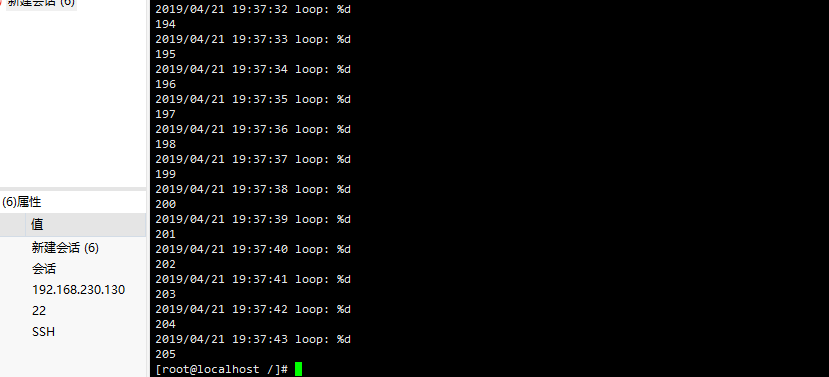 新建会话 (6)
(6)属性
值
新建会话 (6)
会话
192.168.230.130
22
SSH
2019/04/21 19:37:32 loop: %d
194
2019/04/21 19:37:33 loop: %d
195
2019/04/21 19:37:34 loop: %d
196
2019/04/21 19:37:35 loop: %d
197
2019/04/21 19:37:36 loop: %d
198
2019/04/21 19:37:37 loop: %d
199
2019/04/21 19:37:38 loop: %d
200
2019/04/21 19:37:39 loop: %d
201
2019/04/21 19:37:40 loop: %d
202
2019/04/21 19:37:41 loop: %d
203
2019/04/21 19:37:42 loop: %d
204
2019/04/21 19:37:43 loop: %d
205
[root@localhost /]#